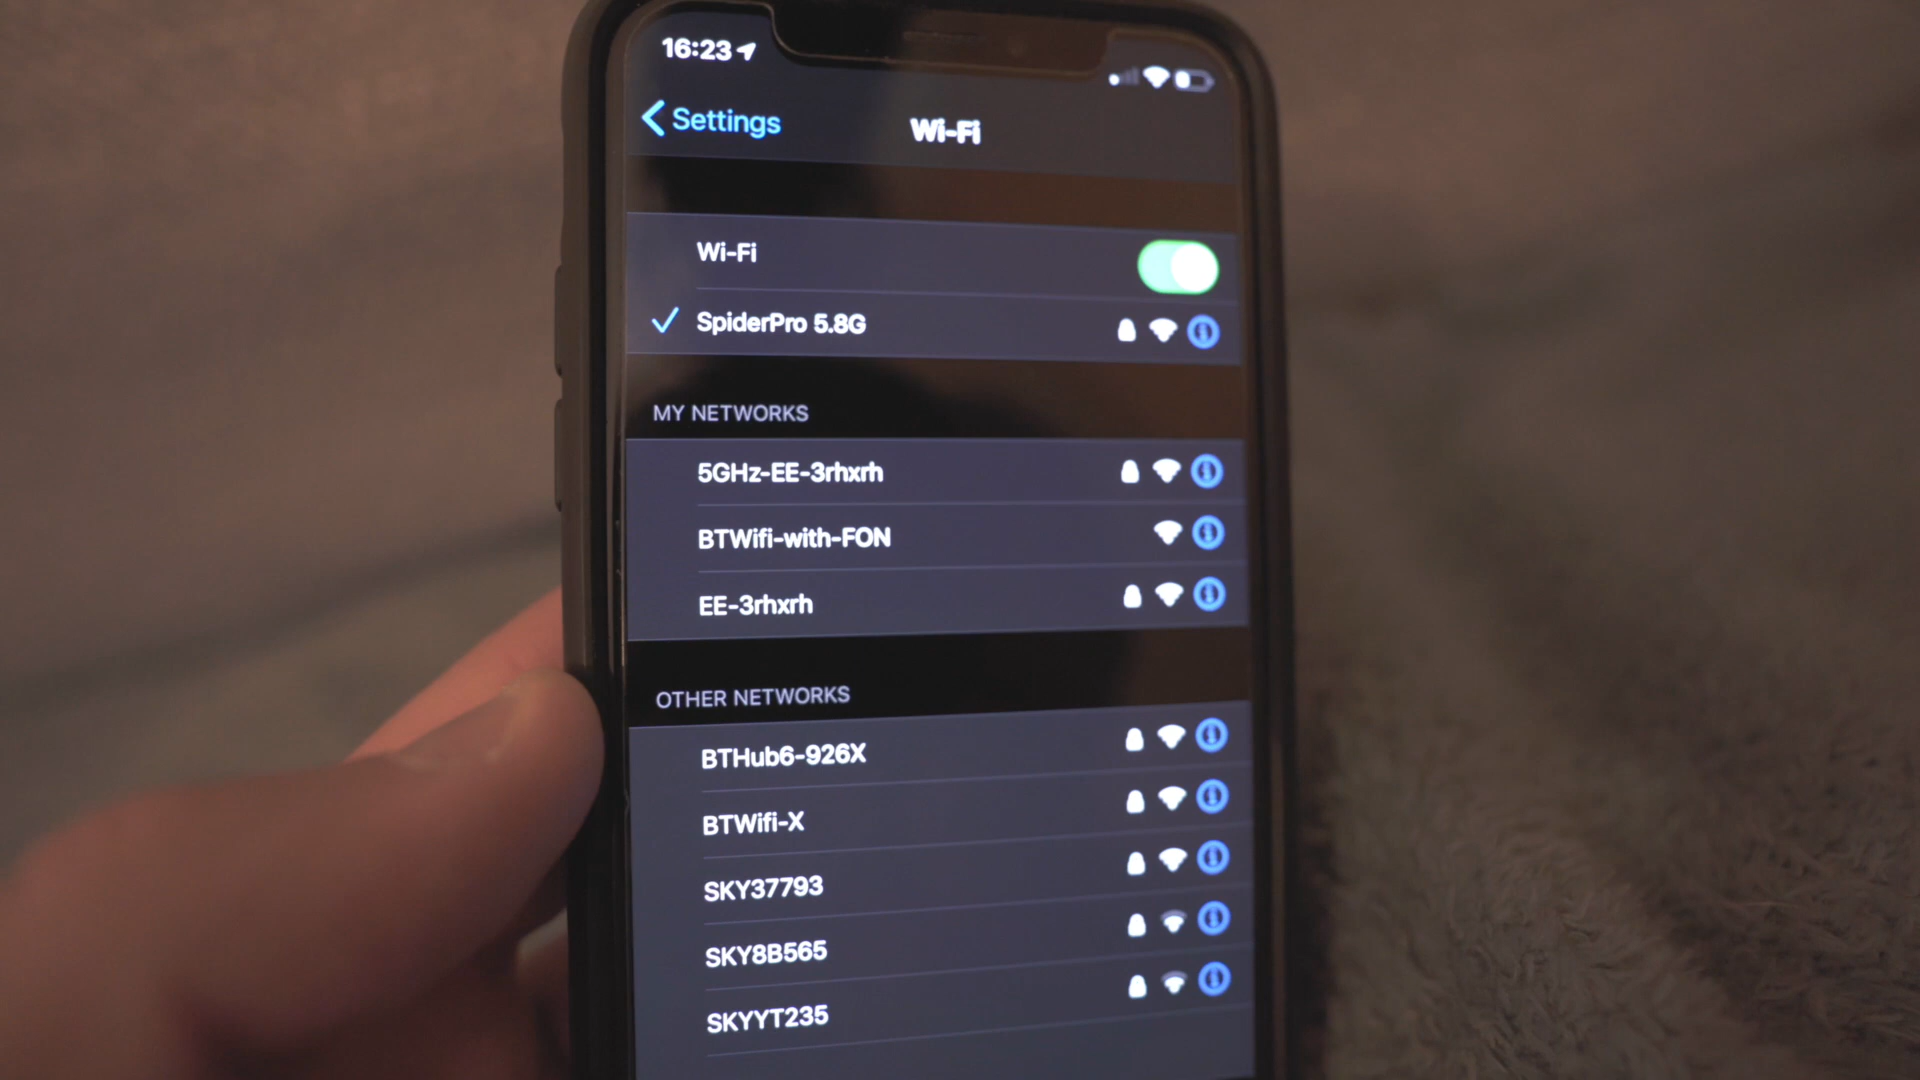 16:23
Settings
Wi-Fi
Wi-Fi
SpiderPro 5.8G
MY NETWORKS
5GHz-EE-3rhxrh
BTWifi-with-FON
EE-3rhxrh
OTHER NETWORKS
BTHub6-926X
BTWifi-X
SKY37793
SKY8B565
SKYYT235